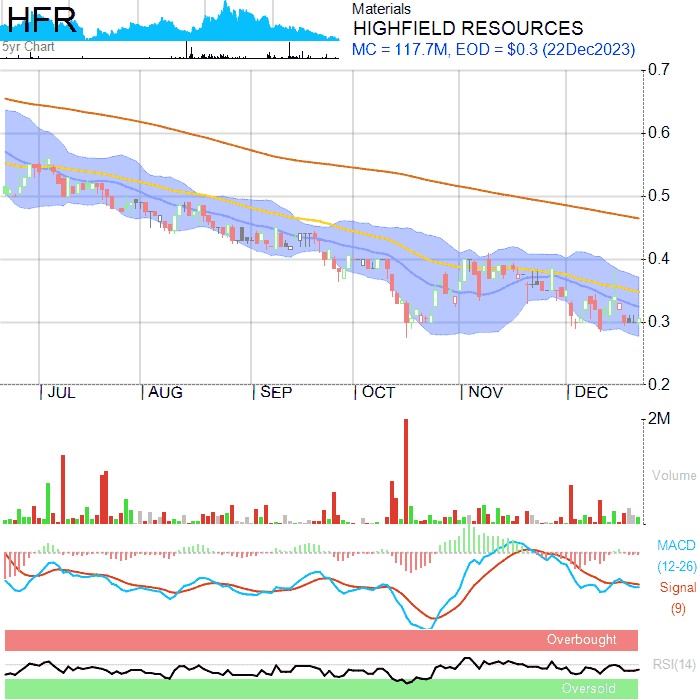 HFR
5yr Chart
Materials
HIGHFIELD RESOURCES
MC = 117.7M, EOD = $0.3 (22Dec2023)
0.7
0.6
0.5
0.4
0.3
0.2
JUL AUG SEP OCT NOV DEC
2M
Volume
MACD
(12-26)
Signal
(9)
Overbought
RSI(14)
Oversold